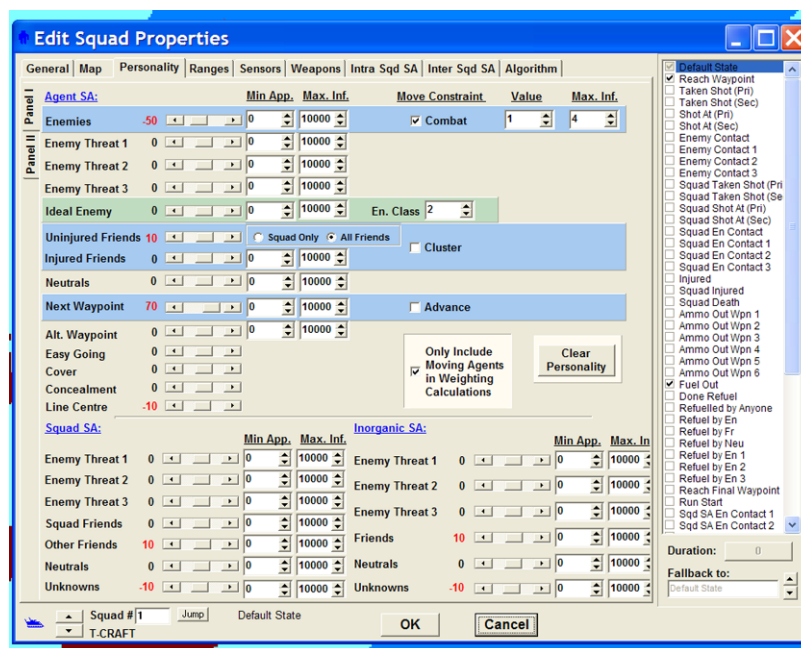 Edit Squad Properties
General Map Personality Ranges Sensors Weapons Intra Sqd SA Inter Sqd SA Algorithm
Panel I
Panel II
Agent SA: Min App. Max. Inf. Move Constraint Value Max. Inf.
Enemies -50 0 10000 Combat 1 4
Enemy Threat 1 0 0 10000
Enemy Threat 2 0 0 10000
Enemy Threat 3 0 0 10000
Ideal Enemy 0 0 10000 En. Class 2
Uninjured Friends 10 Squad Only All Friends
Cluster
Injured Friends 0 0 10000
Neutrals 0 0 10000
Next Waypoint 70 0 10000 Advance
Alt. Waypoint 0 0 10000
Easy Going 0
Cover 0
Concealment 0
Line Centre -10
Only Include
Moving Agents
in Weighting
Calculations
Clear
Personality
Squad SA: Min App. Max. Inf.
Enemy Threat 1 0 0 10000
Enemy Threat 2 0 0 10000
Enemy Threat 3 0 0 10000
Squad Friends 0 0 10000
Other Friends 10 0 10000
Neutrals 0 0 10000
Unknowns -10 0 10000
Inorganic SA: Min App. Max. In
Enemy Threat 1 0 0 10000
Enemy Threat 2 0 0 10000
Enemy Threat 3 0 0 10000
Friends 10 0 10000
Neutrals 0 0 10000
Unknowns -10 0 10000
Default State
Reach Waypoint
Taken Shot (Pri)
Taken Shot (Sec)
Shot At (Pri)
Shot At (Sec)
Enemy Contact
Enemy Contact 1
Enemy Contact 2
Enemy Contact 3
Squad Taken Shot (Pri
Squad Taken Shot (Se
Squad Shot At (Pri)
Squad Shot At (Sec)
Squad En Contact
Squad En Contact 1
Squad En Contact 2
Squad En Contact 3
Injured
Squad Injured
Squad Death
Ammo Out Wpn 1
Ammo Out Wpn 2
Ammo Out Wpn 3
Ammo Out Wpn 4
Ammo Out Wpn 5
Ammo Out Wpn 6
Fuel Out
Done Refuel
Refuelled by Anyone
Refuel by En
Refuel by Fr
Refuel by Neu
Refuel by En 1
Refuel by En 2
Refuel by En 3
Reach Final Waypoint
Run Start
Sqd SA En Contact 1
Sqd SA En Contact 2
Duration: 0
Fallback to:
Default State
Squad # 1 Jump Default State
T-CRAFT
OK Cancel